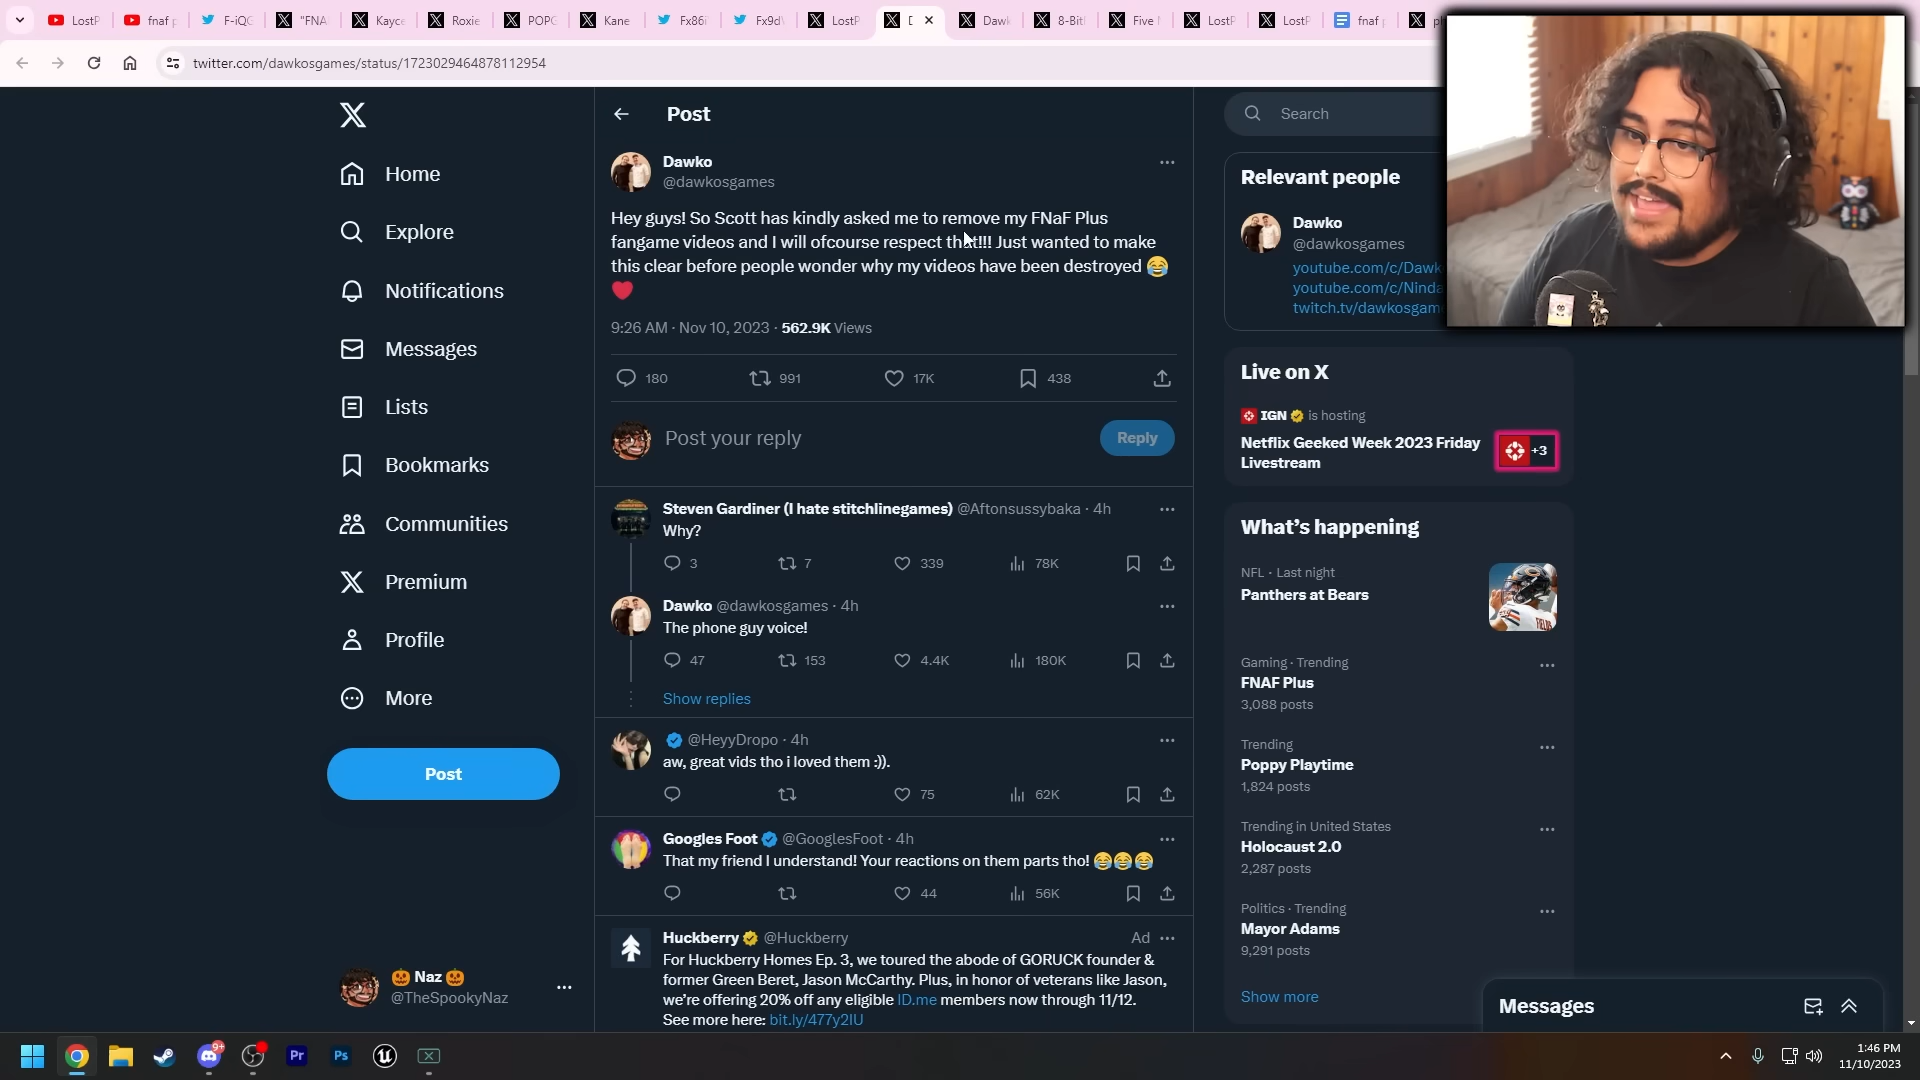 LostP
fnaf p
F-iQC
"FNA
Kayce
Roxie
POPG
Kane
Fx86i
Fx9d
LostP
Dawk
8-Bitl
Five
LostP
LostP
fnaf p
twitter.com/dawkosgames/status/1723029464878112954
Home
Explore
Notifications
Messages
Lists
Bookmarks
Communities
Premium
Profile
More
Post
🎃 Naz 🎃
@TheSpookyNaz
Post
Dawko
@dawkosgames
Hey guys! So Scott has kindly asked me to remove my FNaF Plus
fangame videos and I will ofcourse respect that!!! Just wanted to make
this clear before people wonder why my videos have been destroyed 😂
❤️
9:26 AM · Nov 10, 2023 · 562.9K Views
180 991 17K 438
Post your reply
Reply
Steven Gardiner (I hate stitchlinegames) @Aftonsussybaka · 4h
Why?
3 7 339 78K
Dawko @dawkosgames · 4h
The phone guy voice!
47 153 4.4K 180K
Show replies
@HeyyDropo · 4h
aw, great vids tho i loved them :)).
75 62K
Googles Foot @GooglesFoot · 4h
That my friend I understand! Your reactions on them parts tho! 😂😂😂
44 56K
Huckberry @Huckberry Ad
For Huckberry Homes Ep. 3, we toured the abode of GORUCK founder &
former Green Beret, Jason McCarthy. Plus, in honor of veterans like Jason,
we're offering 20% off any eligible ID.me members now through 11/12.
See more here: bit.ly/477y2IU
Search
Relevant people
Dawko
@dawkosgames
youtube.com/c/Dawk
youtube.com/c/Ninda
twitch.tv/dawkosgam
Live on X
IGN is hosting
Netflix Geeked Week 2023 Friday
Livestream
+3
What's happening
NFL · Last night
Panthers at Bears
Gaming · Trending
FNAF Plus
3,088 posts
Trending
Poppy Playtime
1,824 posts
Trending in United States
Holocaust 2.0
2,287 posts
Politics · Trending
Mayor Adams
9,291 posts
Show more
Messages
9+
Pr
Ps
1:46 PM
11/10/2023